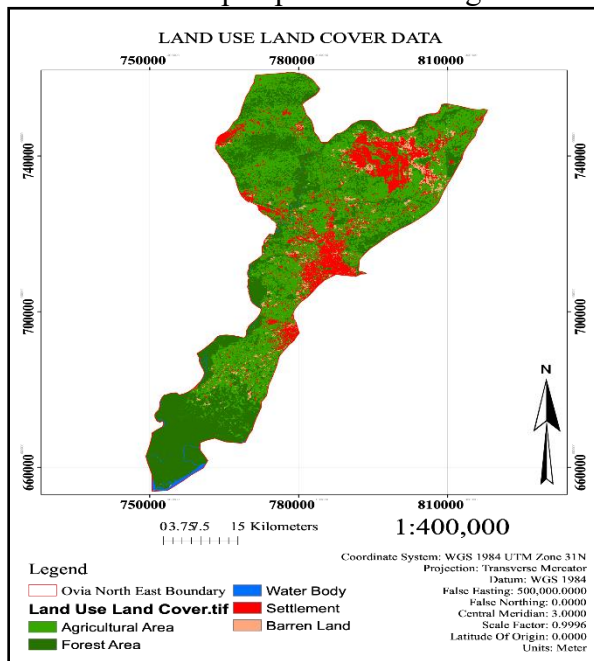 LAND USE LAND COVER DATA
750000 780000 810000
740000 740000
700000 700000
660000 660000
N
750000 780000 810000
03.757.5 15 Kilometers
1:400,000
Legend
Ovia North East Boundary
Land Use Land Cover.tif
Agricultural Area
Forest Area
Water Body
Settlement
Barren Land
Coordinate System: WGS 1984 UTM Zone 31N
Projection: Transverse Mercator
Datum: WGS 1984
False Easting: 500,000.0000
False Northing: 0.0000
Central Meridian: 3.0000
Scale Factor: 0.9996
Latitude Of Origin: 0.0000
Units: Meter